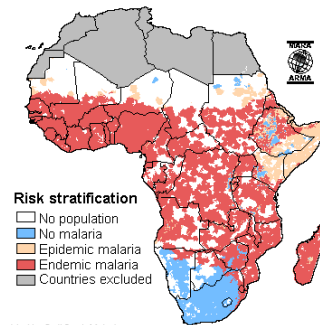 MARA
ARMA
Risk stratification
No population
No malaria
Epidemic malaria
Endemic malaria
Countries excluded